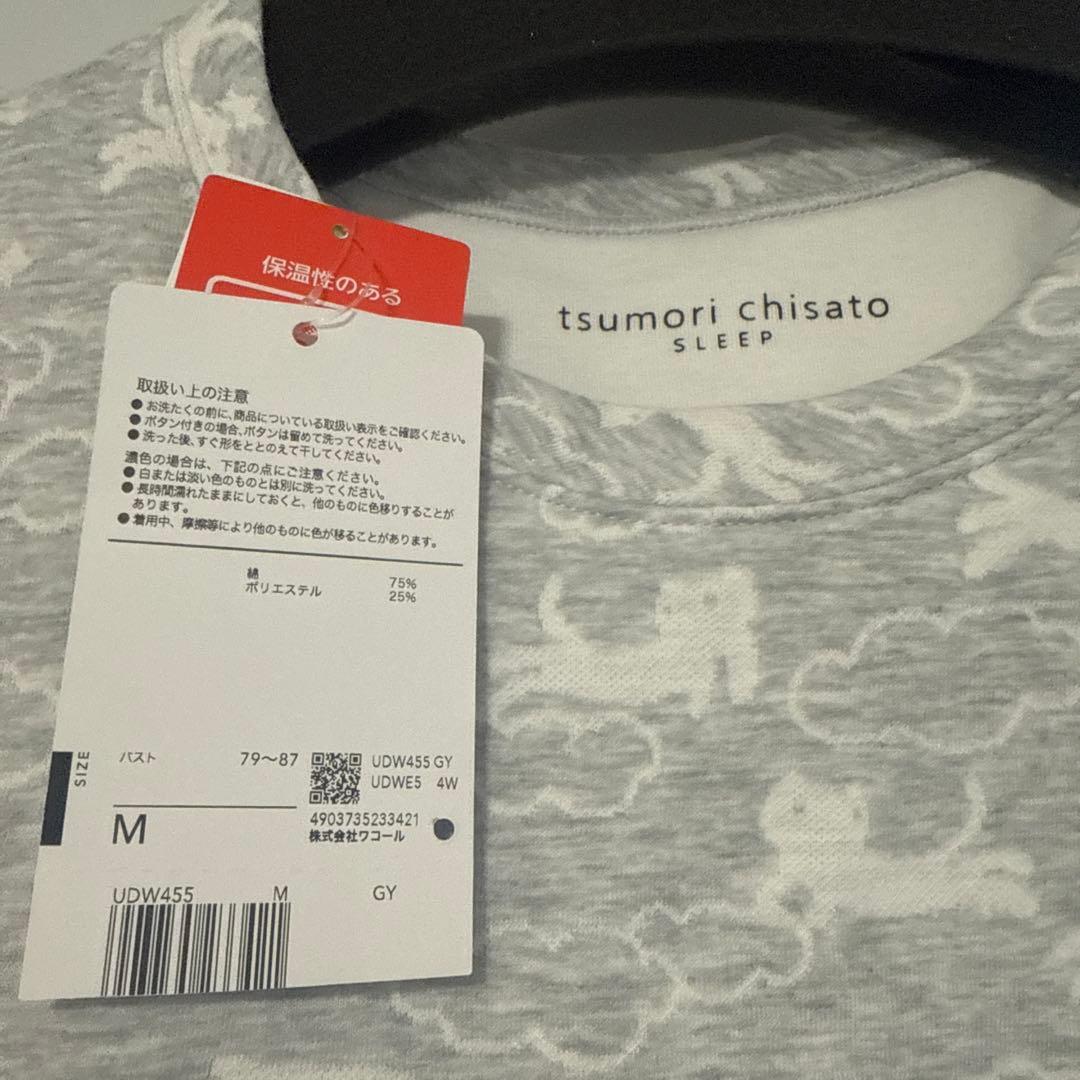 保温性のある
tsumori chisato
SLEEP
取扱い上の注意
●お洗たくの前に、商品についている取扱い表示をご確認ください。
●ボタン付きの場合、ボタンは留めて洗ってください。
●洗った後、すぐ形をととのえて干してください。
濃色の場合は、下記の点にご注意ください。
●白または淡い色のものとは別に洗ってください。
●長時間濡れたままにしておくと、他のものに色移りすることが
あります。
●着用中、摩擦等により他のものに色が移ることがあります。
綿 75%
ポリエステル 25%
SIZE
バスト 79〜87
M
UDW455 GY
UDWE5 4W
4903735233421
株式会社ワコール
UDW455 M GY